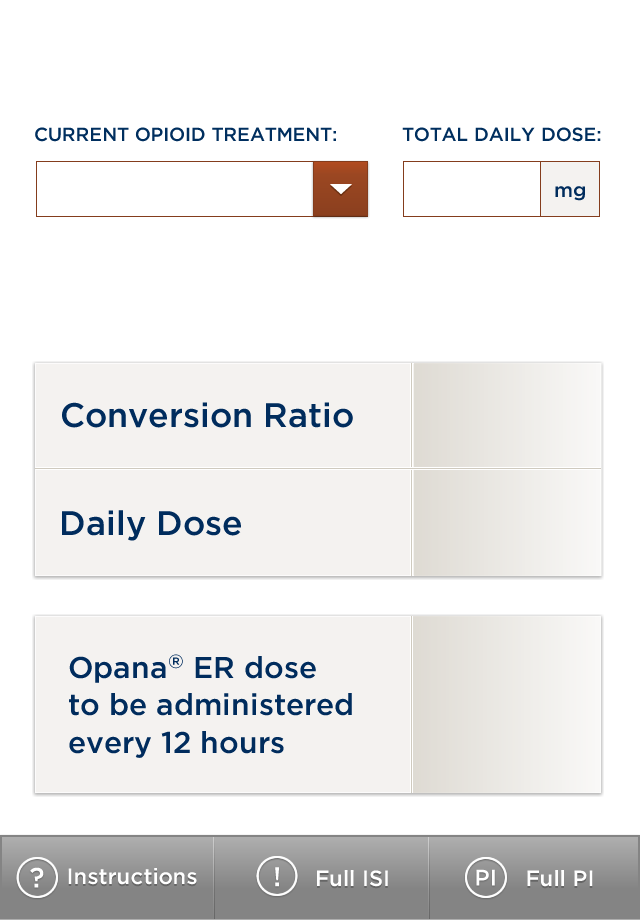 CURRENT OPIOID TREATMENT: TOTAL DAILY DOSE:
mg
Conversion Ratio
Daily Dose
Opana® ER dose
to be administered
every 12 hours
? Instructions ! Full ISI PI Full PI